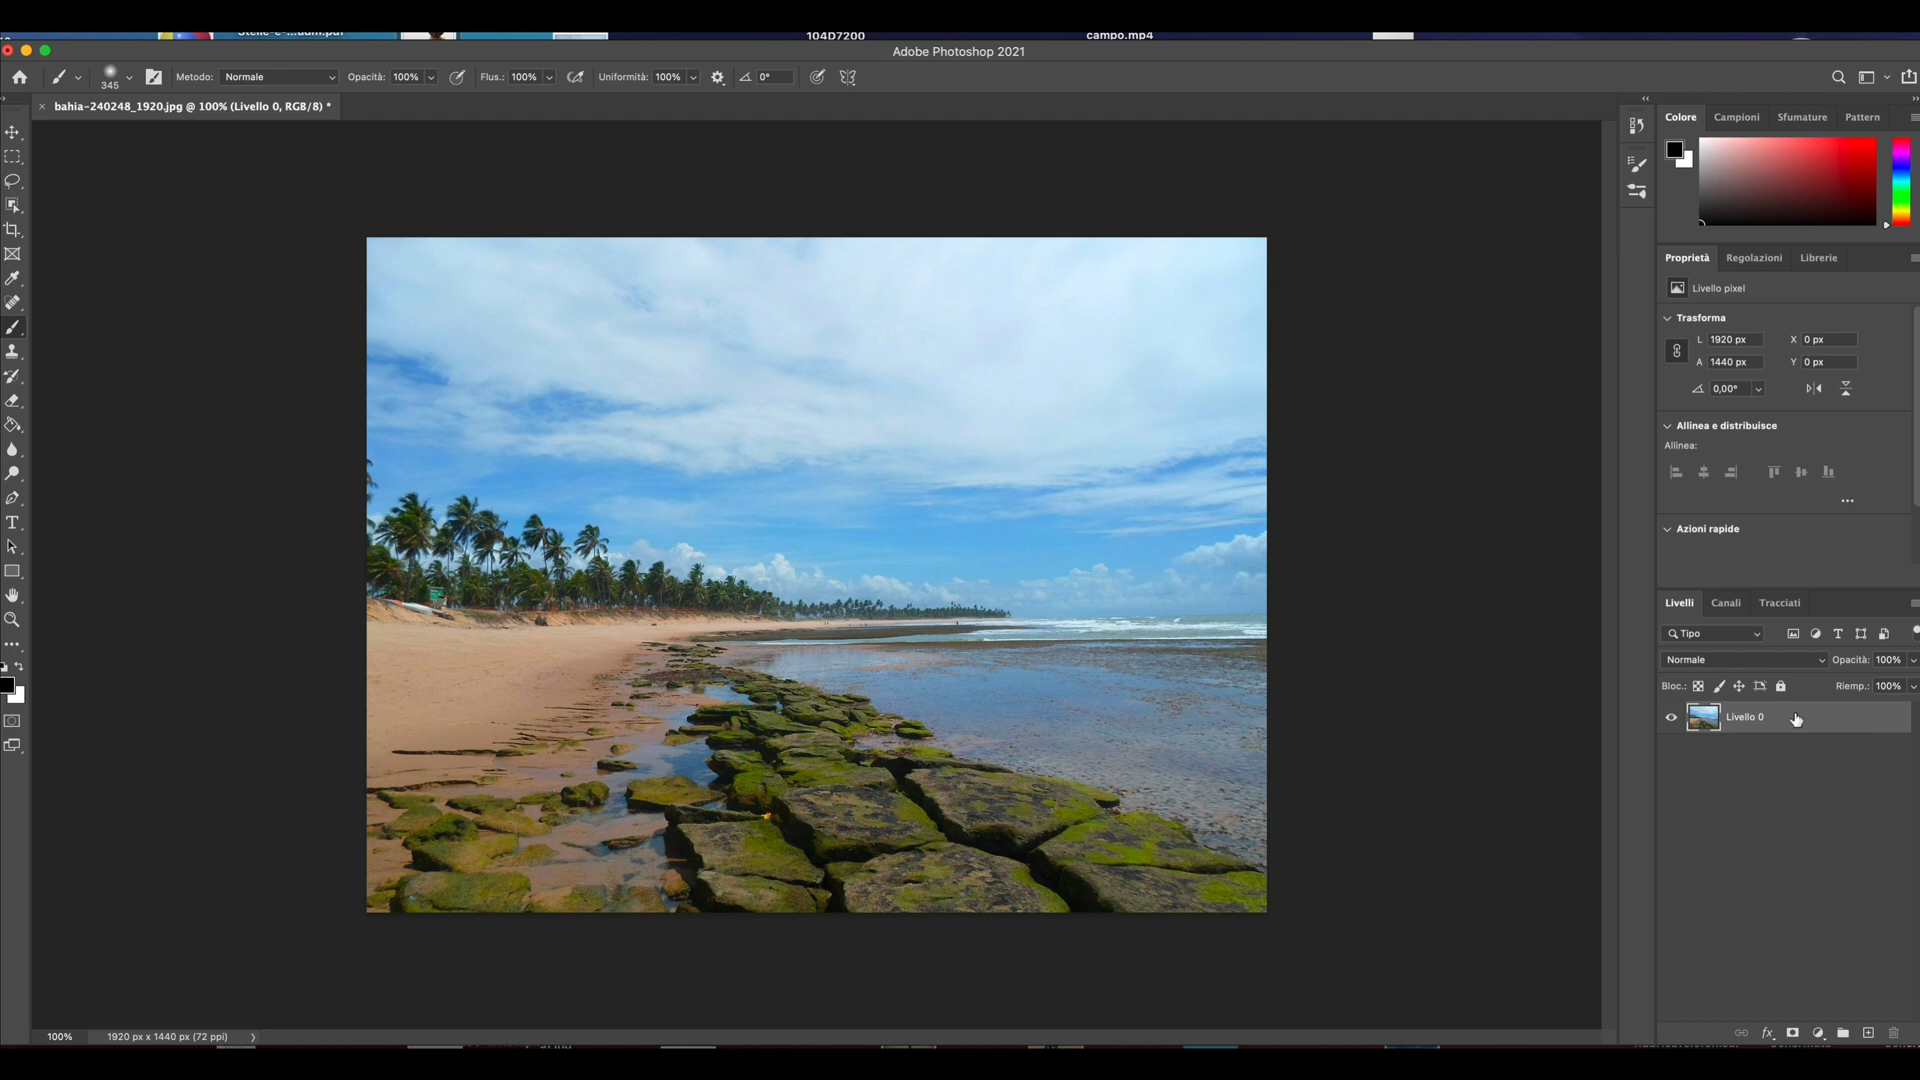 104D7200
campo.mp4
Adobe Photoshop 2021
345
Metodo: Normale
Opacità: 100%
Flus.: 100%
Uniformità: 100%
0°
bahia-240248_1920.jpg @ 100% (Livello 0, RGB/8) *
Colore
Campioni
Sfumature
Pattern
Proprietà
Regolazioni
Librerie
Livello pixel
Trasforma
L 1920 px
X 0 px
A 1440 px
Y 0 px
0,00°
Allinea e distribuisce
Allinea:
Azioni rapide
Livelli
Canali
Tracciati
Tipo
Normale
Opacità: 100%
Bloc.:
Riemp.: 100%
Livello 0
100%
1920 px x 1440 px (72 ppi)